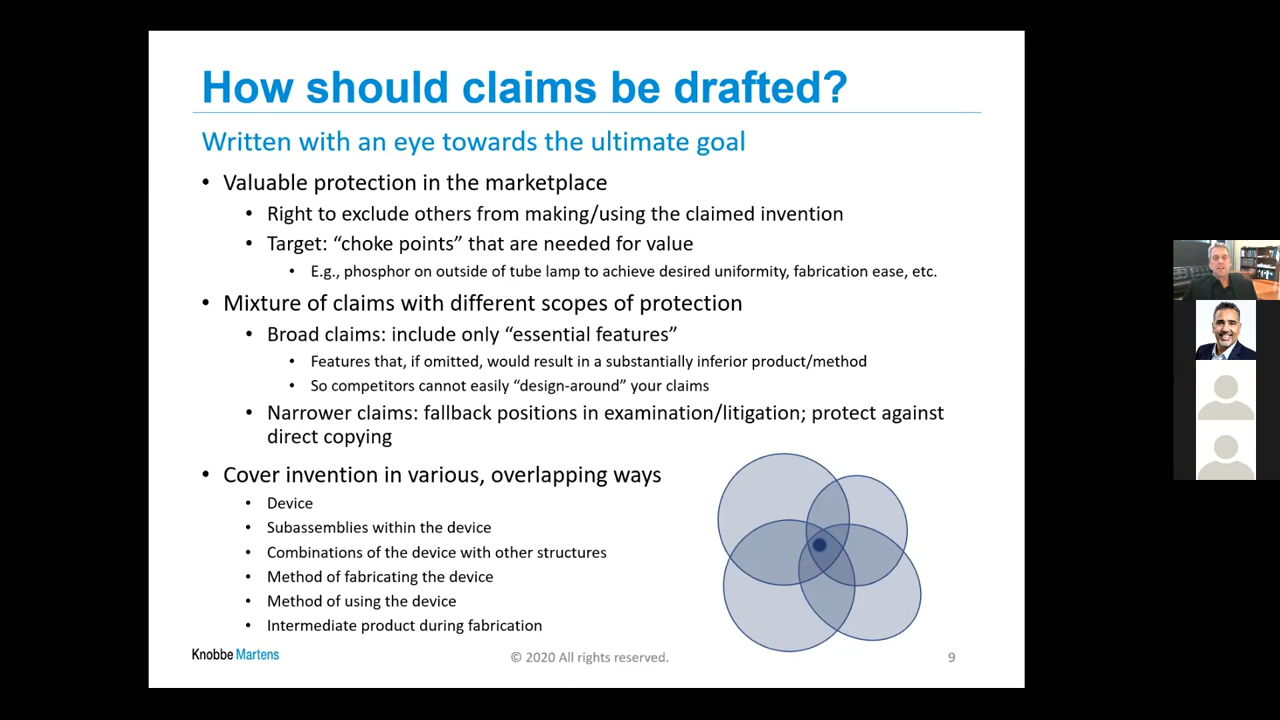 How should claims be drafted?
Written with an eye towards the ultimate goal
• Valuable protection in the marketplace
• Right to exclude others from making/using the claimed invention
• Target: “choke points” that are needed for value
• E.g., phosphor on outside of tube lamp to achieve desired uniformity, fabrication ease, etc.
• Mixture of claims with different scopes of protection
• Broad claims: include only “essential features”
• Features that, if omitted, would result in a substantially inferior product/method
• So competitors cannot easily “design-around” your claims
• Narrower claims: fallback positions in examination/litigation; protect against
direct copying
• Cover invention in various, overlapping ways
• Device
• Subassemblies within the device
• Combinations of the device with other structures
• Method of fabricating the device
• Method of using the device
• Intermediate product during fabrication
Knobbe Martens
© 2020 All rights reserved.
9